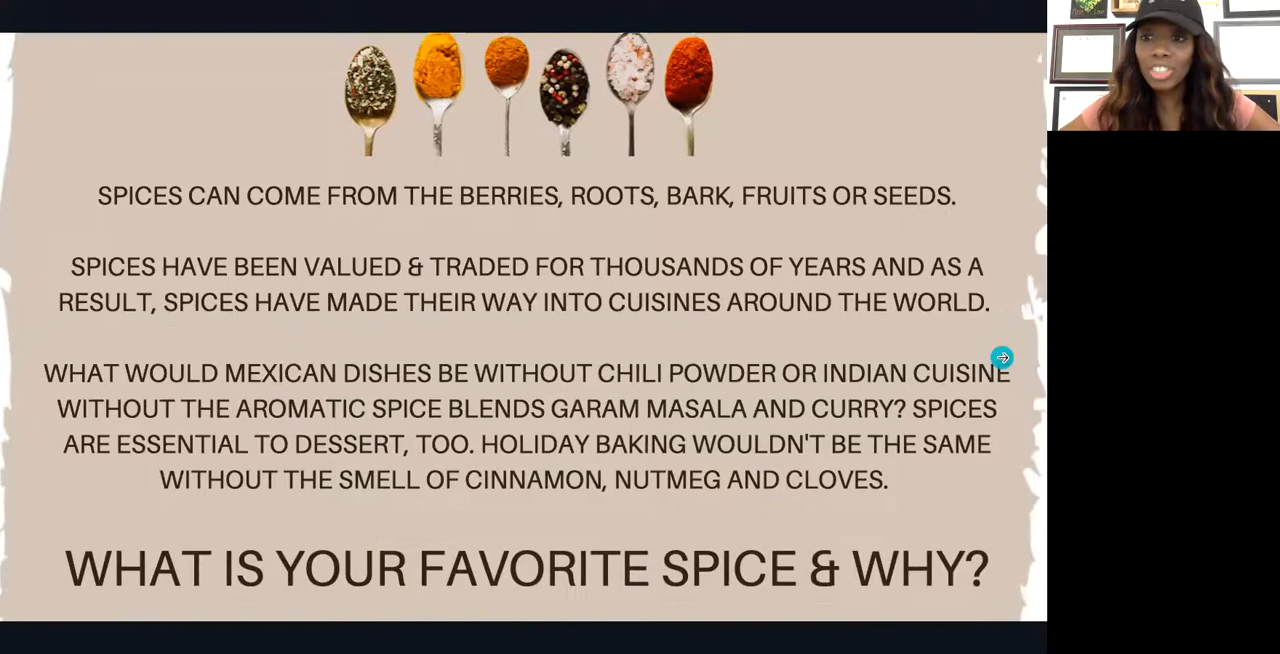 SPICES CAN COME FROM THE BERRIES, ROOTS, BARK, FRUITS OR SEEDS.
SPICES HAVE BEEN VALUED & TRADED FOR THOUSANDS OF YEARS AND AS A
RESULT, SPICES HAVE MADE THEIR WAY INTO CUISINES AROUND THE WORLD.
WHAT WOULD MEXICAN DISHES BE WITHOUT CHILI POWDER OR INDIAN CUISINE
WITHOUT THE AROMATIC SPICE BLENDS GARAM MASALA AND CURRY? SPICES
ARE ESSENTIAL TO DESSERT, TOO. HOLIDAY BAKING WOULDN'T BE THE SAME
WITHOUT THE SMELL OF CINNAMON, NUTMEG AND CLOVES.
WHAT IS YOUR FAVORITE SPICE & WHY?